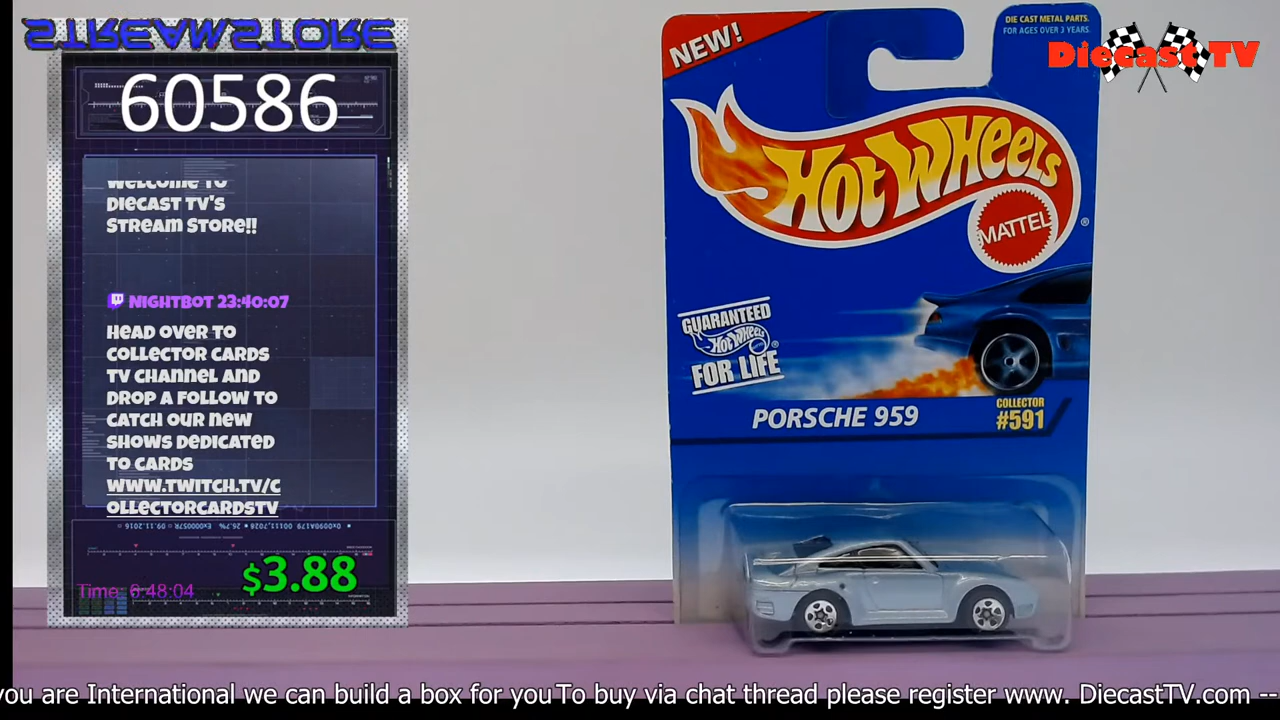 STREAMSTORE
60586
Welcome to
Diecast TV's
Stream Store!!
Nightbot 23:40:07
Head over to
Collector Cards
TV channel and
drop a follow to
catch our new
shows dedicated
to cards
www.twitch.tv/c
ollectorcardstv
$3.88
Time: 0:48:04
NEW!
DIE CAST METAL PARTS.
FOR AGES OVER 3 YEARS.
Diecast TV
HOT WHEELS
MATTEL
®
GUARANTEED
HOT WHEELS
®
FOR LIFE
PORSCHE 959
COLLECTOR
#591
you are International we can build a box for youTo buy via chat thread please register www. DiecastTV.com --